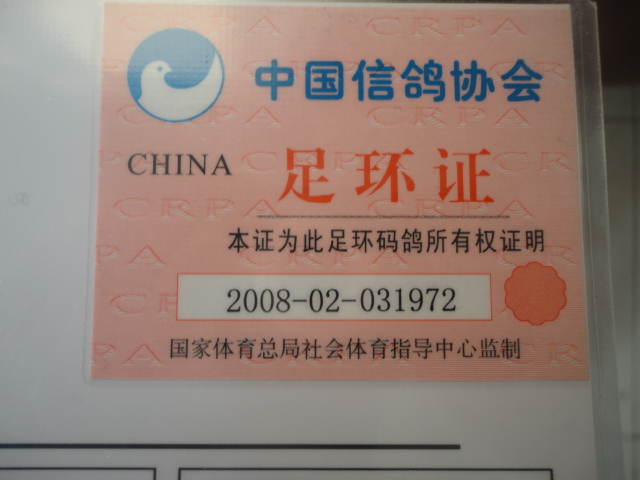 中国信鸽协会
CHINA 足环证
本证为此足环码鸽所有权证明
2008-02-031972
国家体育总局社会体育指导中心监制